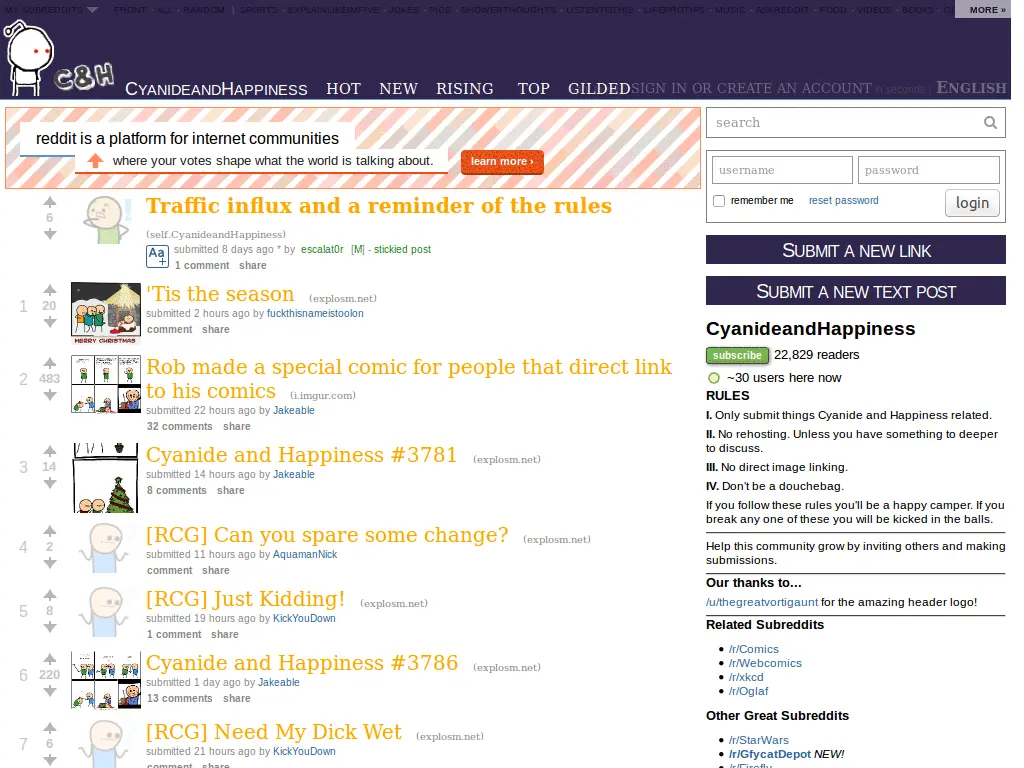 MY SUBREDDITS FRONT - ALL - RANDOM | SPORTS - EXPLAINLIKEIMFIVE - JOKES - PICS - SHOWERTHOUGHTS - LISTENTOTHIS - LIFEPROTIPS - MUSIC - ASKREDDIT - FOOD - VIDEOS - BOOKS - MORE »
C&H CYANIDEANDHAPPINESS HOT NEW RISING TOP GILDED SIGN IN OR CREATE AN ACCOUNT in seconds | ENGLISH
reddit is a platform for internet communities
where your votes shape what the world is talking about.
learn more ›
6
Traffic influx and a reminder of the rules
(self.CyanideandHappiness)
Aa+
submitted 8 days ago * by escalat0r [M] - stickied post
1 comment share
1
20
MERRY CHRISTMAS
'Tis the season (explosm.net)
submitted 2 hours ago by fuckthisnameistoolon
comment share
2
483
Rob made a special comic for people that direct link
to his comics (i.imgur.com)
submitted 22 hours ago by Jakeable
32 comments share
3
14
Cyanide and Happiness #3781 (explosm.net)
submitted 14 hours ago by Jakeable
8 comments share
4
2
[RCG] Can you spare some change? (explosm.net)
submitted 11 hours ago by AquamanNick
comment share
5
8
[RCG] Just Kidding! (explosm.net)
submitted 19 hours ago by KickYouDown
1 comment share
6
220
Cyanide and Happiness #3786 (explosm.net)
submitted 1 day ago by Jakeable
13 comments share
7
6
[RCG] Need My Dick Wet (explosm.net)
submitted 21 hours ago by KickYouDown
comment share
search
username password
remember me reset password login
SUBMIT A NEW LINK
SUBMIT A NEW TEXT POST
CyanideandHappiness
subscribe 22,829 readers
~30 users here now
RULES
I. Only submit things Cyanide and Happiness related.
II. No rehosting. Unless you have something to deeper
to discuss.
III. No direct image linking.
IV. Don't be a douchebag.
If you follow these rules you'll be a happy camper. If you
break any one of these you will be kicked in the balls.
Help this community grow by inviting others and making
submissions.
Our thanks to...
/u/thegreatvortigaunt for the amazing header logo!
Related Subreddits
/r/Comics
/r/Webcomics
/r/xkcd
/r/Oglaf
Other Great Subreddits
/r/StarWars
/r/GfycatDepot NEW!
/r/Firefly